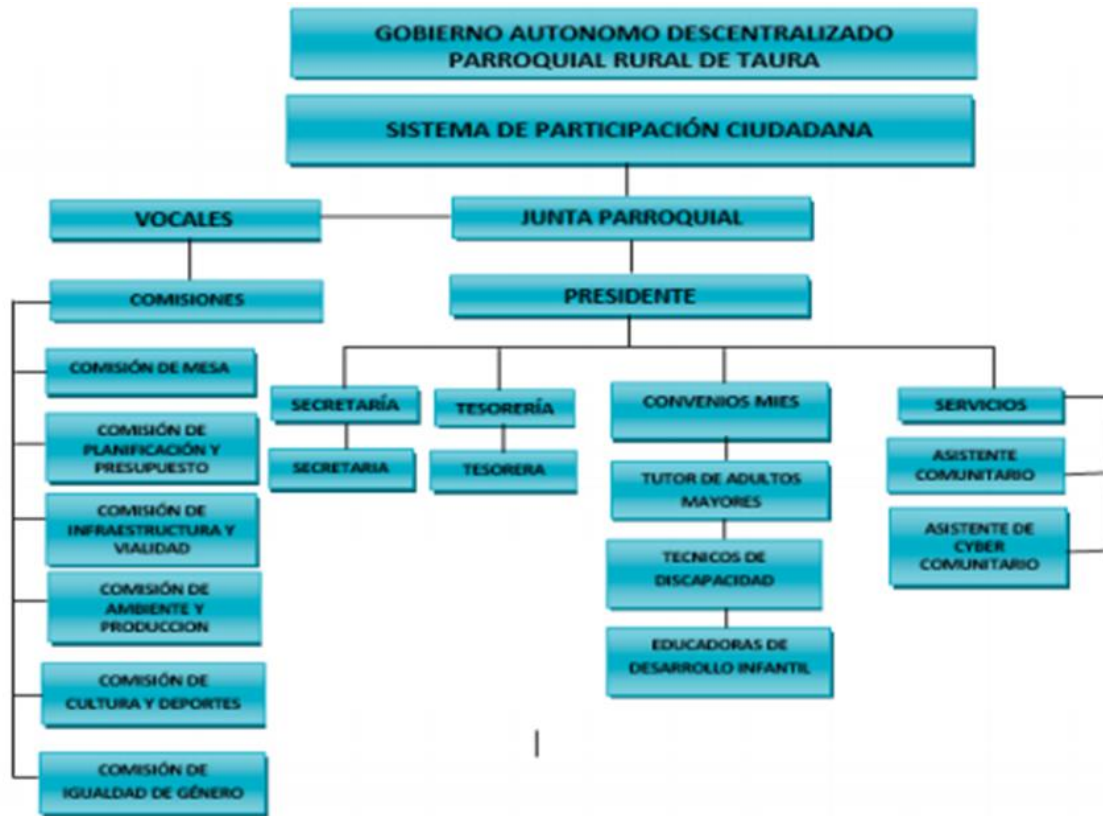 GOBIERNO AUTONOMO DESCENTRALIZADO
PARROQUIAL RURAL DE TAURA
SISTEMA DE PARTICIPACIÓN CIUDADANA
VOCALES
JUNTA PARROQUIAL
COMISIONES
PRESIDENTE
COMISIÓN DE MESA
COMISIÓN DE
PLANIFICACIÓN Y
PRESUPUESTO
COMISIÓN DE
INFRAESTRUCTURA Y
VIALIDAD
COMISIÓN DE
AMBIENTE Y
PRODUCCION
COMISIÓN DE
CULTURA Y DEPORTES
COMISIÓN DE
IGUALDAD DE GÉNERO
SECRETARÍA
SECRETARIA
TESORERÍA
TESORERA
CONVENIOS MIES
TUTOR DE ADULTOS
MAYORES
TECNICOS DE
DISCAPACIDAD
EDUCADORAS DE
DESARROLLO INFANTIL
SERVICIOS
ASISTENTE
COMUNITARIO
ASISTENTE DE
CYBER
COMUNITARIO